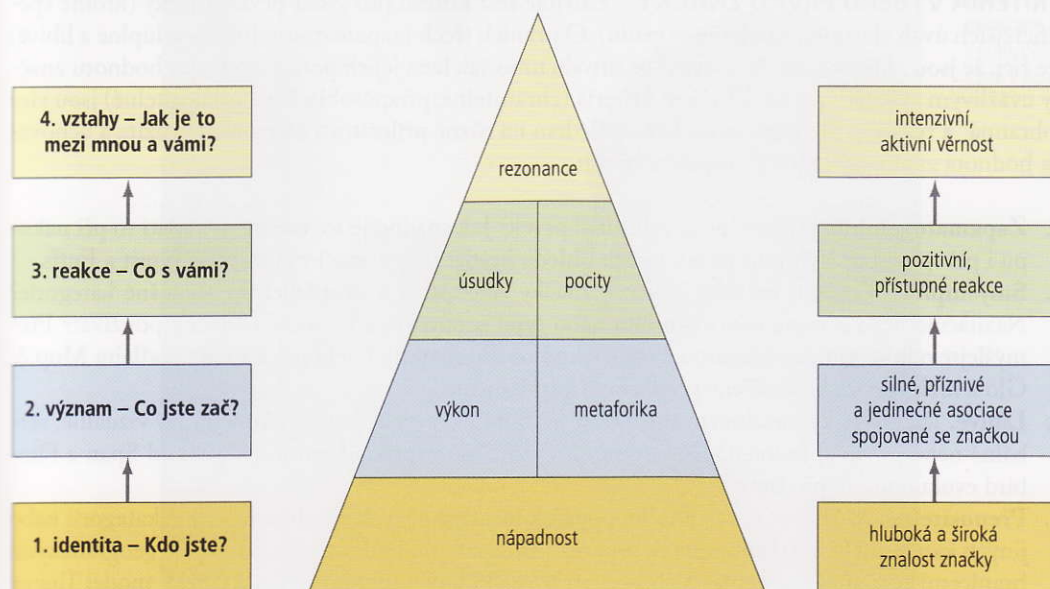 4. vztahy – Jak je to
mezi mnou a vámi?
3. reakce – Co s vámi?
2. význam – Co jste zač?
1. identita – Kdo jste?
rezonance
úsudky
pocity
výkon
metaforika
nápadnost
intenzivní,
aktivní věrnost
pozitivní,
přístupné reakce
silné, příznivé
a jedinečné asociace
spojované se značkou
hluboká a široká
znalost značky